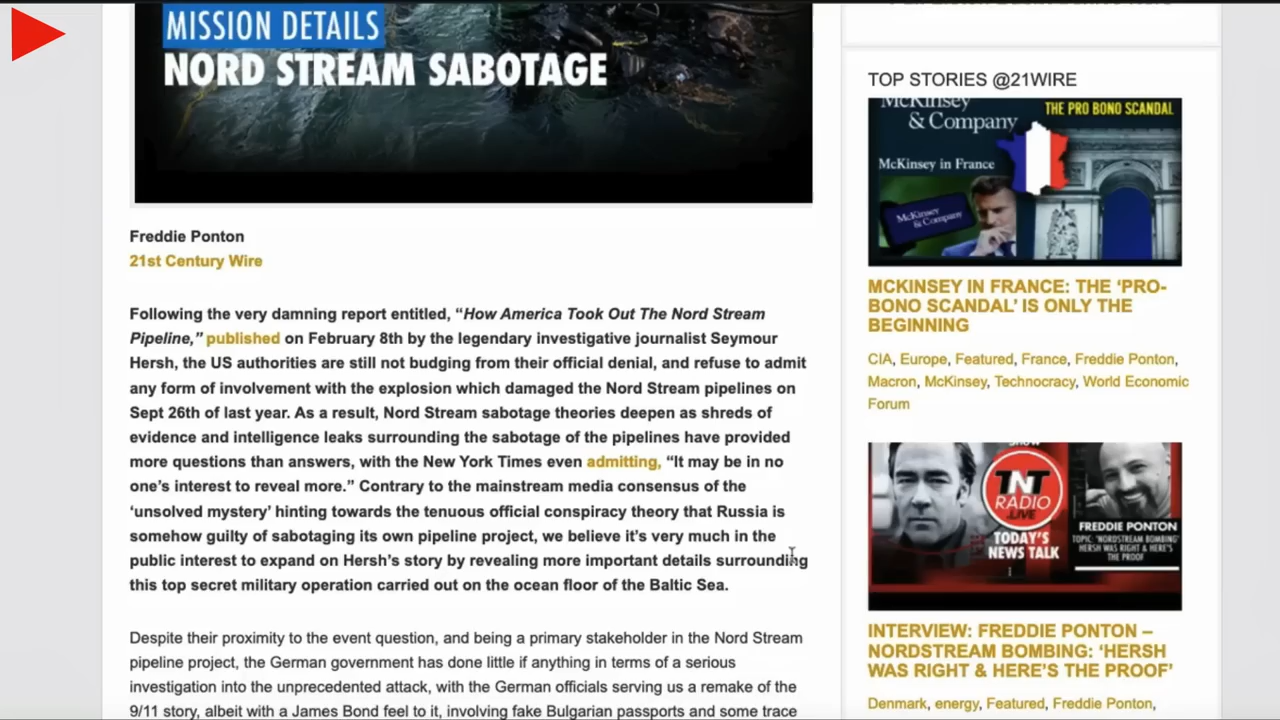 MISSION DETAILS
NORD STREAM SABOTAGE
Freddie Ponton
21st Century Wire
Following the very damning report entitled, “How America Took Out The Nord Stream
Pipeline,” published on February 8th by the legendary investigative journalist Seymour
Hersh, the US authorities are still not budging from their official denial, and refuse to admit
any form of involvement with the explosion which damaged the Nord Stream pipelines on
Sept 26th of last year. As a result, Nord Stream sabotage theories deepen as shreds of
evidence and intelligence leaks surrounding the sabotage of the pipelines have provided
more questions than answers, with the New York Times even admitting, “It may be in no
one’s interest to reveal more.” Contrary to the mainstream media consensus of the
‘unsolved mystery’ hinting towards the tenuous official conspiracy theory that Russia is
somehow guilty of sabotaging its own pipeline project, we believe it’s very much in the
public interest to expand on Hersh’s story by revealing more important details surrounding
this top secret military operation carried out on the ocean floor of the Baltic Sea.
Despite their proximity to the event question, and being a primary stakeholder in the Nord Stream
pipeline project, the German government has done little if anything in terms of a serious
investigation into the unprecedented attack, with the German officials serving us a remake of the
9/11 story, albeit with a James Bond feel to it, involving fake Bulgarian passports and some trace
TOP STORIES @21WIRE
McKinsey
& Company
THE PRO BONO SCANDAL
McKinsey in France
McKinsey
& Company
MCKINSEY IN FRANCE: THE ‘PRO-
BONO SCANDAL’ IS ONLY THE
BEGINNING
CIA, Europe, Featured, France, Freddie Ponton,
Macron, McKinsey, Technocracy, World Economic
Forum
SHOW
TNT
RADIO
.LIVE
TODAY'S
NEWS TALK
FREDDIE PONTON
TOPIC: 'NORDSTREAM BOMBING:
HERSH WAS RIGHT & HERE'S
THE PROOF'
INTERVIEW: FREDDIE PONTON –
NORDSTREAM BOMBING: ‘HERSH
WAS RIGHT & HERE’S THE PROOF’
Denmark, energy, Featured, Freddie Ponton,